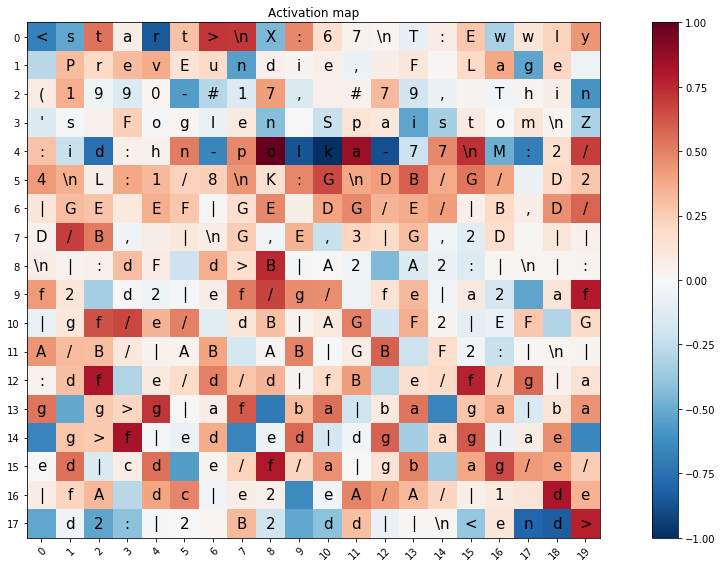 Activation map
0 < s t a r t > \n X : 6 7 \n T : E w w l y
1 P r e v E u n d i e , F L a g e
2 ( 1 9 9 0 - # 1 7 , # 7 9 , T h i n
3 ' s F o g l e n S p a i s t o m \n Z
4 : i d : h n - p o l k a - 7 7 \n M : 2 /
5 4 \n L : 1 / 8 \n K : G \n D B / G / D 2
6 | G E E F | G E D G / E / | B , D /
7 D / B , | \n G , E , 3 | G , 2 D | |
8 \n | : d F d > B | A 2 A 2 : | \n | :
9 f 2 d 2 | e f / g / f e | a 2 a f
10 | g f / e / d B | A G F 2 | E F G
11 A / B / | A B A B | G B F 2 : | \n |
12 : d f e / d / d | f B e / f / g | a
13 g g > g | a f b a | b a g a | b a
14 g > f | e d e d | d g a g | a e
15 e d | c d e / f / a | g b a g / e /
16 | f A d c | e 2 e A / A / | 1 d e
17 d 2 : | 2 B 2 d d | | \n < e n d >
0 1 2 3 4 5 6 7 8 9 10 11 12 13 14 15 16 17 18 19
1.00
0.75
0.50
0.25
0.00
−0.25
−0.50
−0.75
−1.00